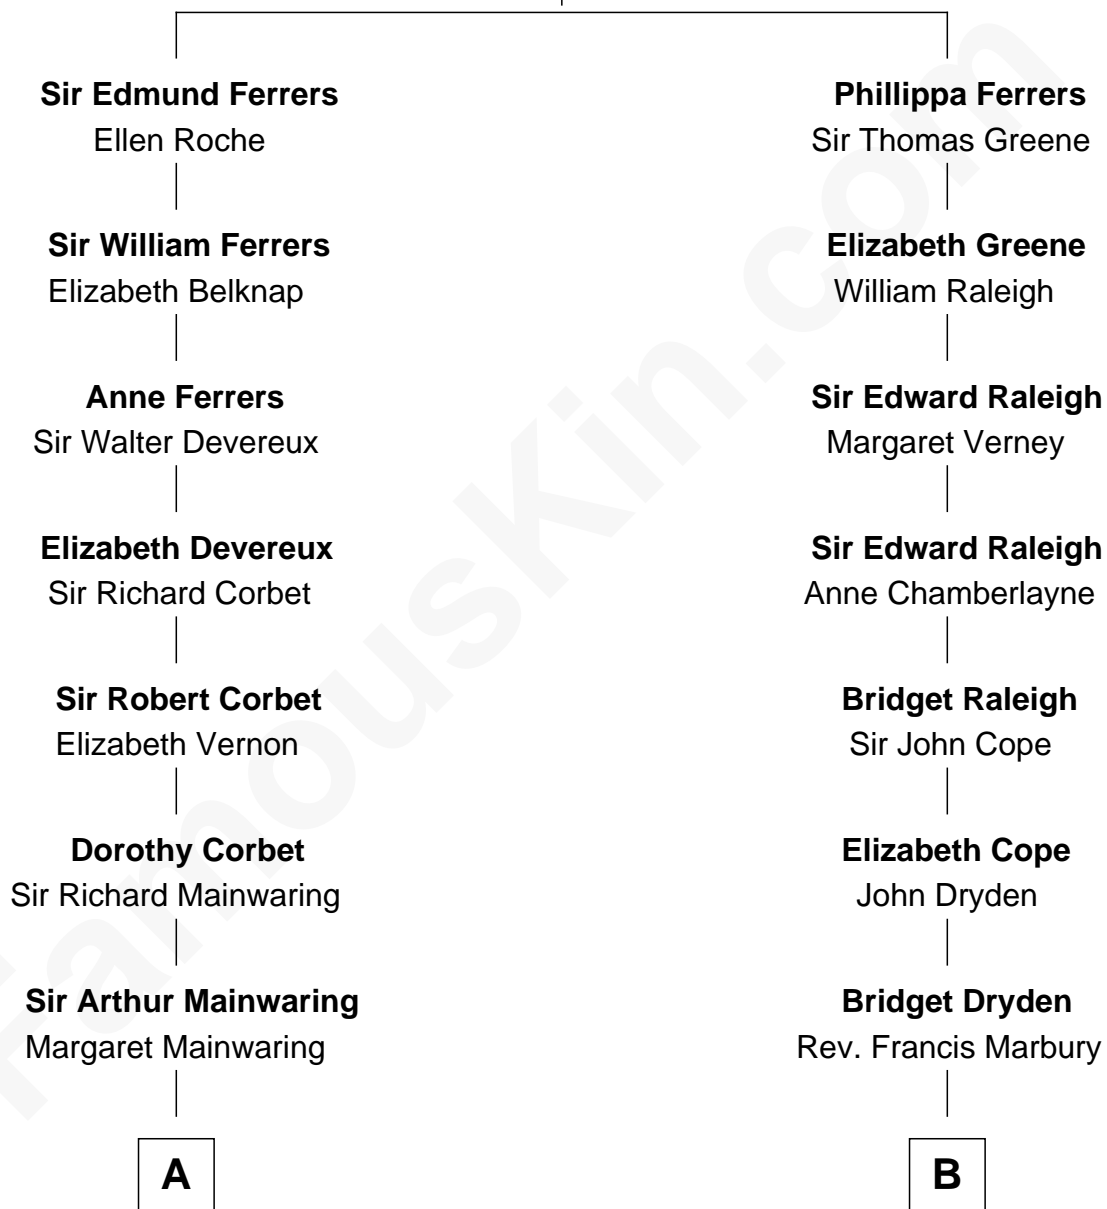 Sir Edmund Ferrers
Ellen Roche
Sir William Ferrers
Elizabeth Belknap
Anne Ferrers
Sir Walter Devereux
Elizabeth Devereux
Sir Richard Corbet
Sir Robert Corbet
Elizabeth Vernon
Dorothy Corbet
Sir Richard Mainwaring
Sir Arthur Mainwaring
Margaret Mainwaring
A
Phillippa Ferrers
Sir Thomas Greene
Elizabeth Greene
William Raleigh
Sir Edward Raleigh
Margaret Verney
Sir Edward Raleigh
Anne Chamberlayne
Bridget Raleigh
Sir John Cope
Elizabeth Cope
John Dryden
Bridget Dryden
Rev. Francis Marbury
B
FamousKin.com